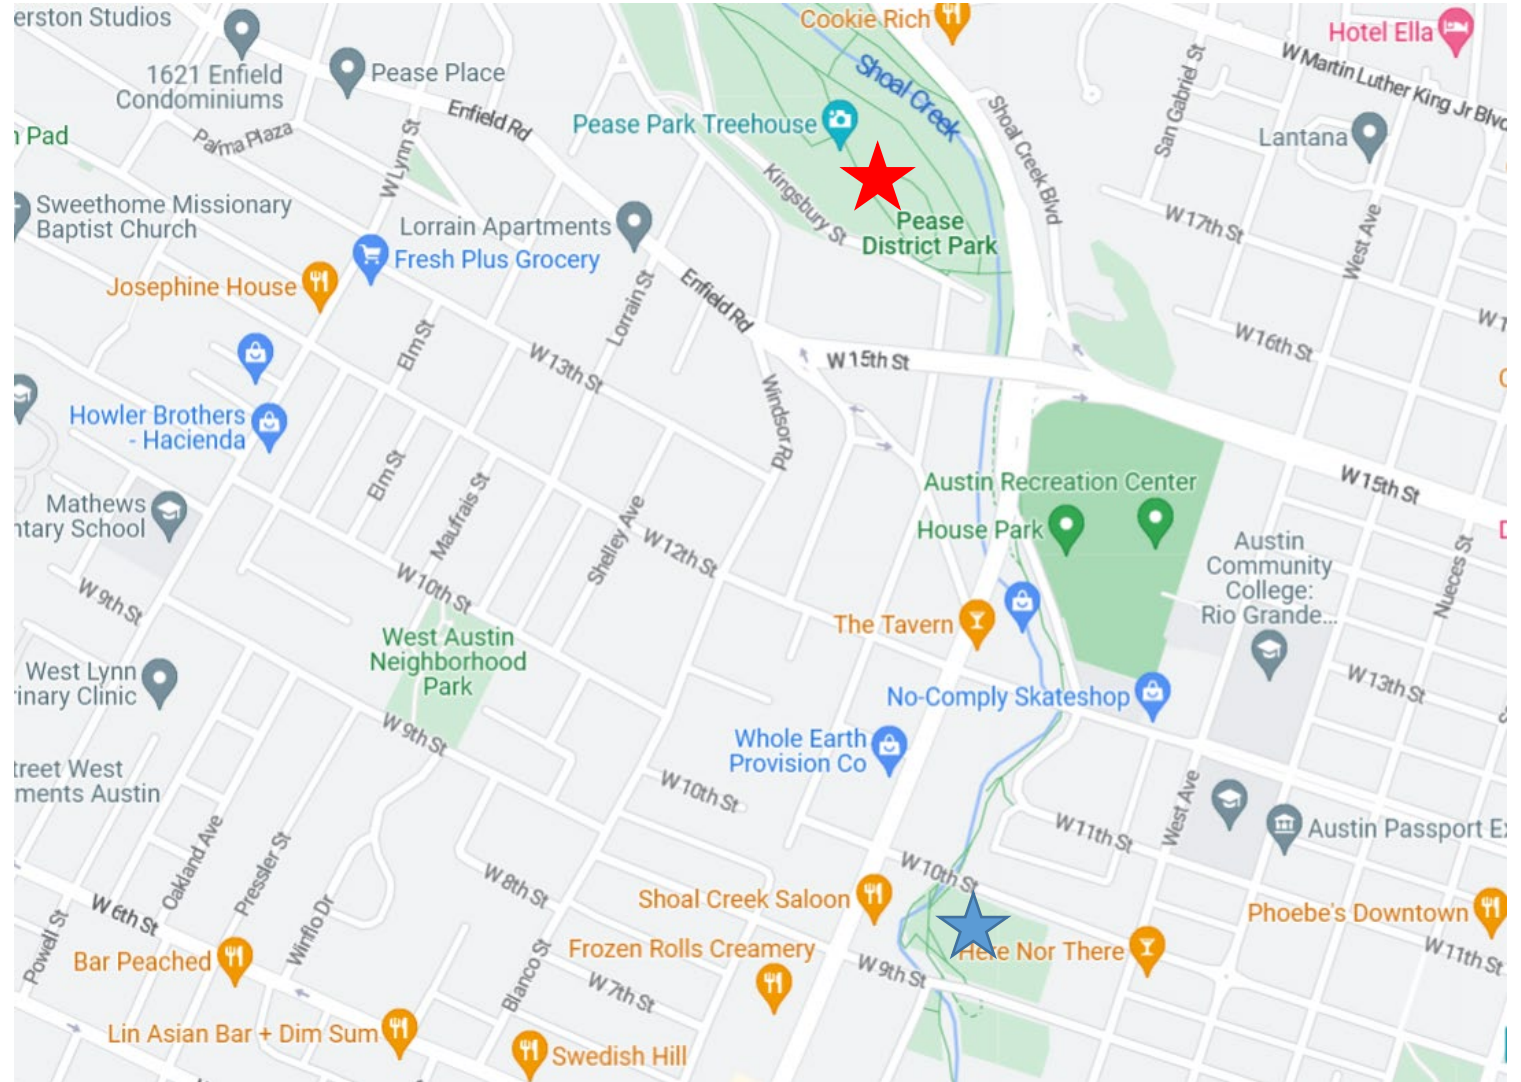 erston Studios
Cookie Rich
Hotel Ella
W Martin Luther King Jr Blvd
1621 Enfield
Condominiums
Pease Place
Enfield Rd
Shoal Creek
Pad
Palma Plaza
W Lynn St
Pease Park Treehouse
Shoal Creek Blvd
San Gabriel St
Lantana
Sweethome Missionary
Baptist Church
Lorrain Apartments
Kingsbury St
Pease
District Park
W 17th St
West Ave
Fresh Plus Grocery
Josephine House
Lorrain St
Enfield Rd
Elm St
W 13th St
W 15th St
W 16th St
W 1
Howler Brothers
- Hacienda
Windsor Rd
Elm St
Maufrais St
Austin Recreation Center
House Park
W 15th St
Mathews
ntary School
Shelley Ave
W 12th St
Austin
Community
College:
Rio Grande...
Nueces St
W 9th St
W 10th St
The Tavern
West Austin
Neighborhood
Park
West Lynn
rinary Clinic
No-Comply Skateshop
W 13th St
W 9th St
Whole Earth
Provision Co
treet West
ments Austin
W 10th St
West Ave
W 11th St
Austin Passport Ex
Oakland Ave
Pressler St
W 8th St
W 10th St
Shoal Creek Saloon
Phoebe's Downtown
W 6th St
Powell St
Winflo Dr
Bar Peached
Frozen Rolls Creamery
Here Nor There
W 11th St
Blanco St
W 7th St
W 9th St
Lin Asian Bar + Dim Sum
Swedish Hill